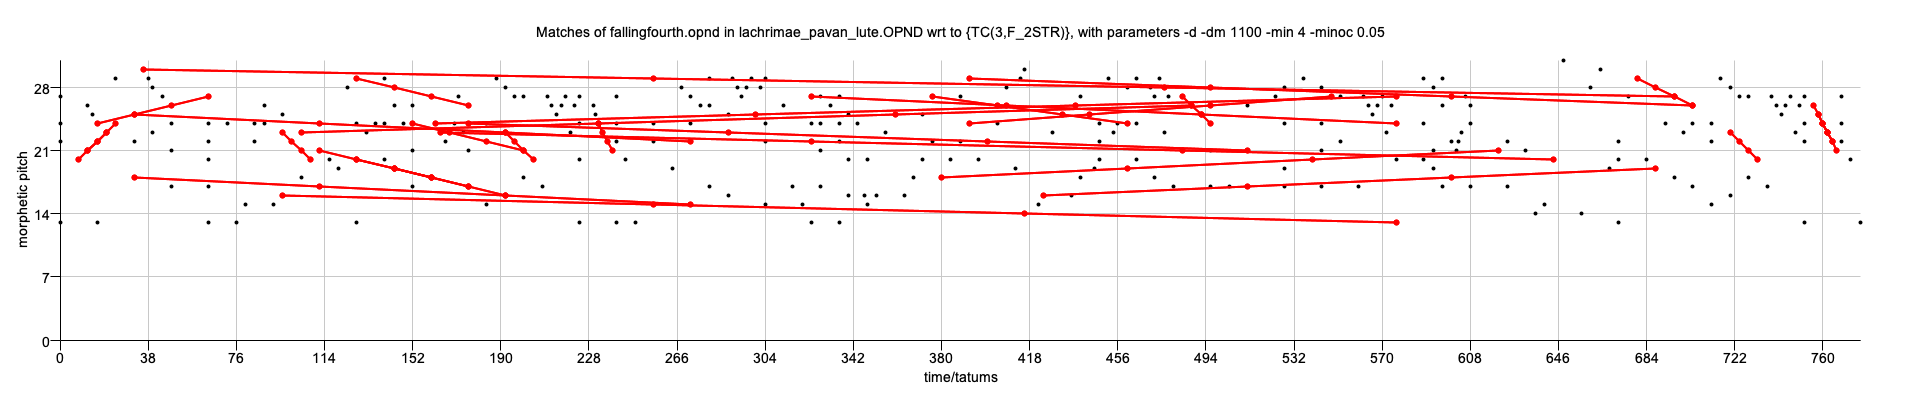 Matches of fallingfourth.opnd in lachrimae_pavan_lute.OPND wrt to {TC(3,F_2STR)}, with parameters -d -dm 1100 -min 4 -minoc 0.05
morphetic pitch
28
21
14
7
0
0 38 76 114 152 190 228 266 304 342 380 418 456 494 532 570 608 646 684 722 760
time/tatums